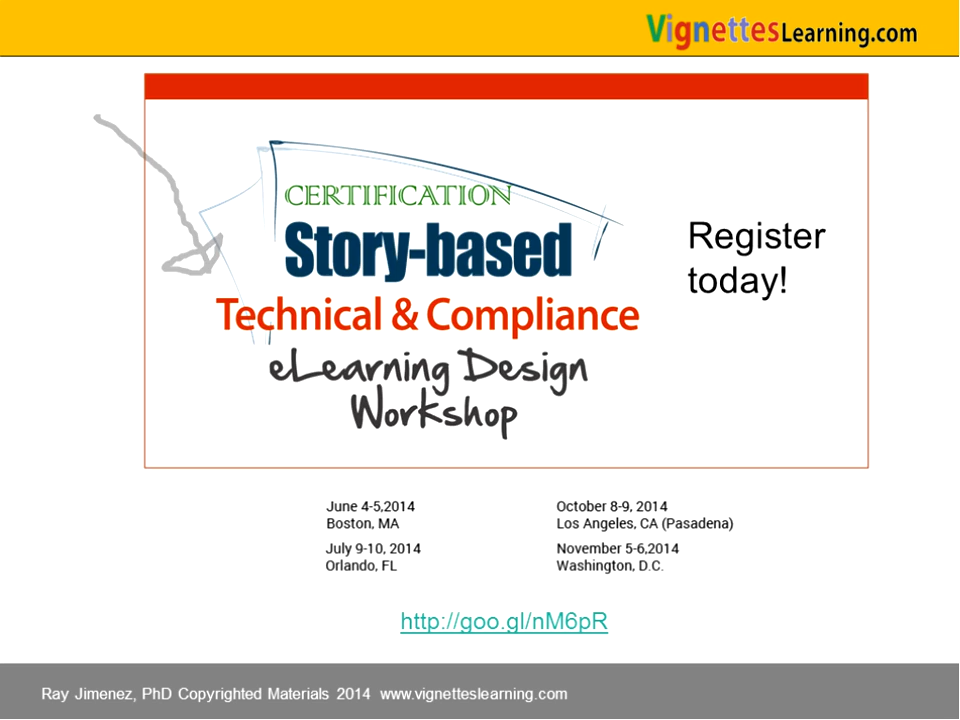 VignettesLearning.com
CERTIFICATION
Story-based
Technical & Compliance
eLearning Design
Workshop
Register
today!
June 4-5,2014
Boston, MA
July 9-10, 2014
Orlando, FL
October 8-9, 2014
Los Angeles, CA (Pasadena)
November 5-6,2014
Washington, D.C.
http://goo.gl/nM6pR
Ray Jimenez, PhD Copyrighted Materials 2014 www.vignetteslearning.com